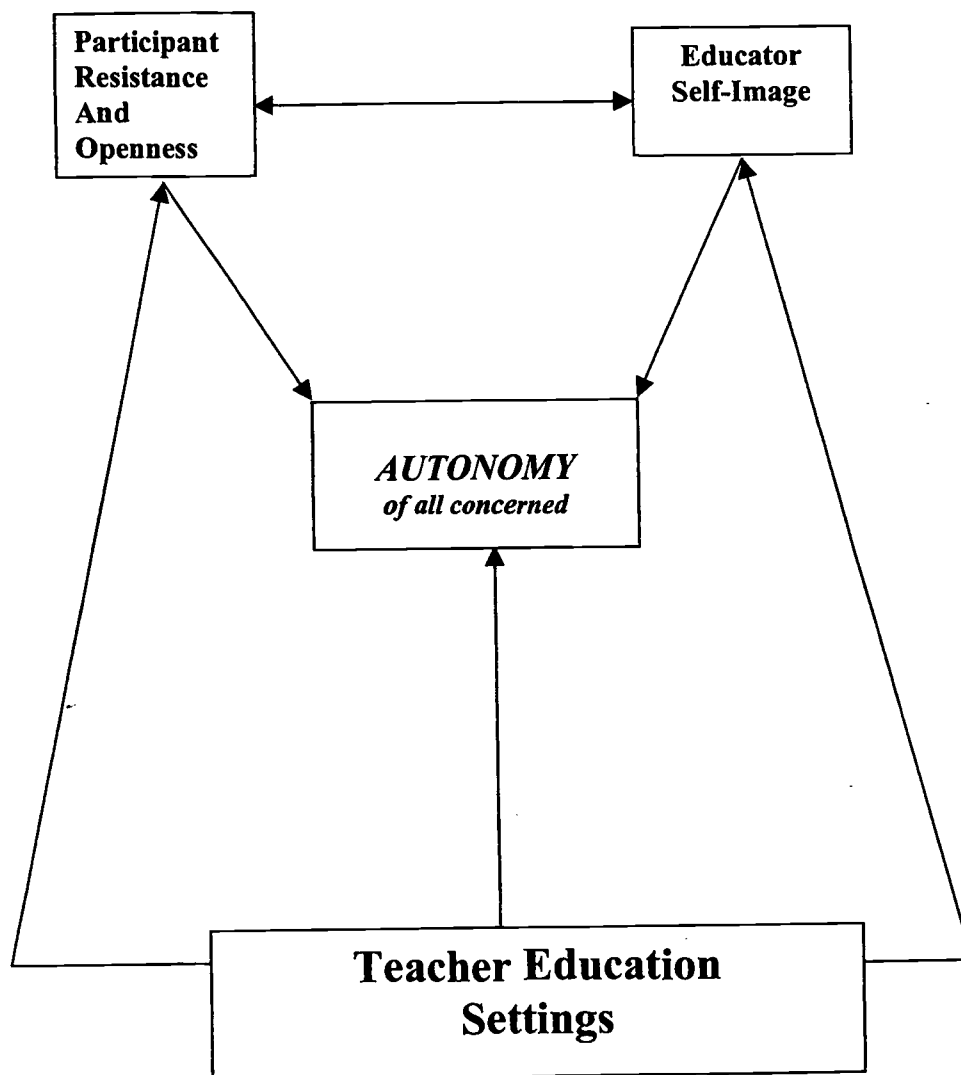 Participant
Resistance
And
Openness
Educator
Self-Image
AUTONOMY
of all concerned
Teacher Education
Settings